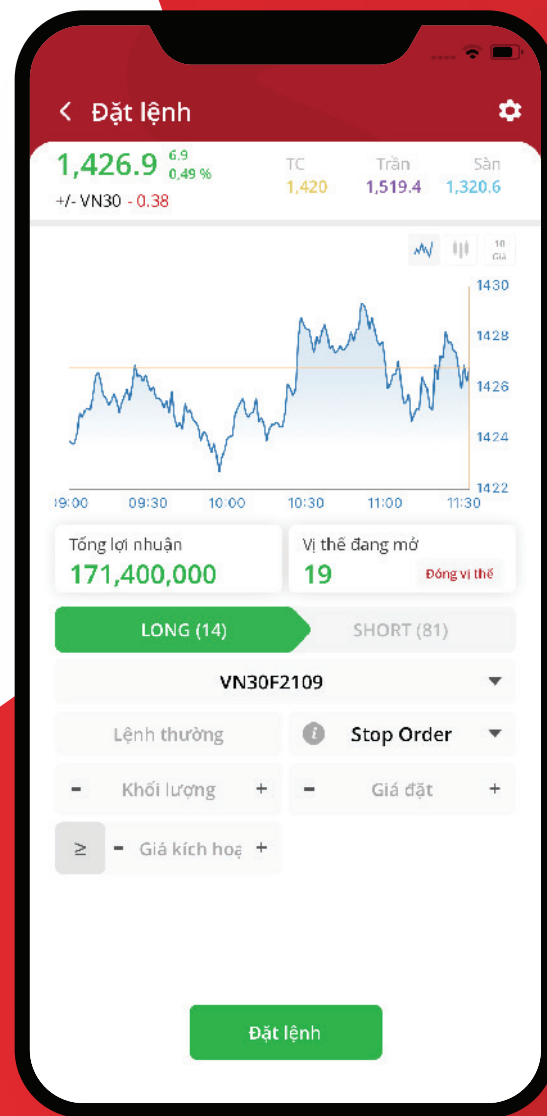 Đặt lệnh
1,426.9 6.9 0,49 %
+/- VN30 - 0.38
TC Trần Sàn
1,420 1,519.4 1,320.6
10 Giá
1430
1428
1426
1424
1422
9:00 09:30 10:00 10:30 11:00 11:30
Tổng lợi nhuận
171,400,000
Vị thế đang mở
19 Đóng vị thế
LONG (14) SHORT (81)
VN30F2109
Lệnh thường Stop Order
- Khối lượng + - Giá đặt +
≥ - Giá kích hoạ +
Đặt lệnh